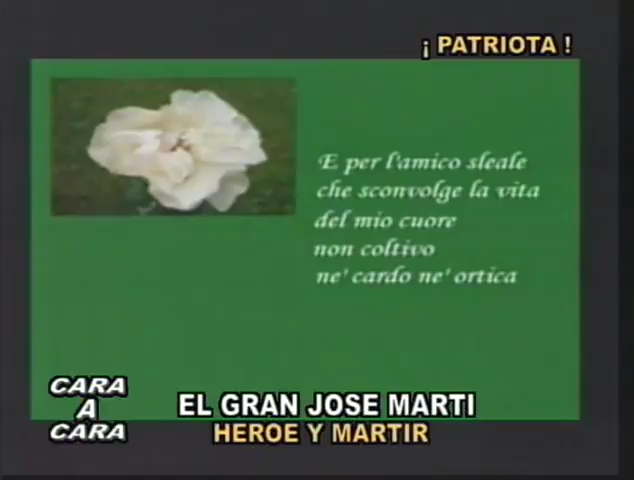 ¡ PATRIOTA !
E per l'amico sleale
che sconvolge la vita
del mio cuore
non coltivo
ne' cardo ne' ortica
CARA
A
CARA
EL GRAN JOSE MARTI
HEROE Y MARTIR